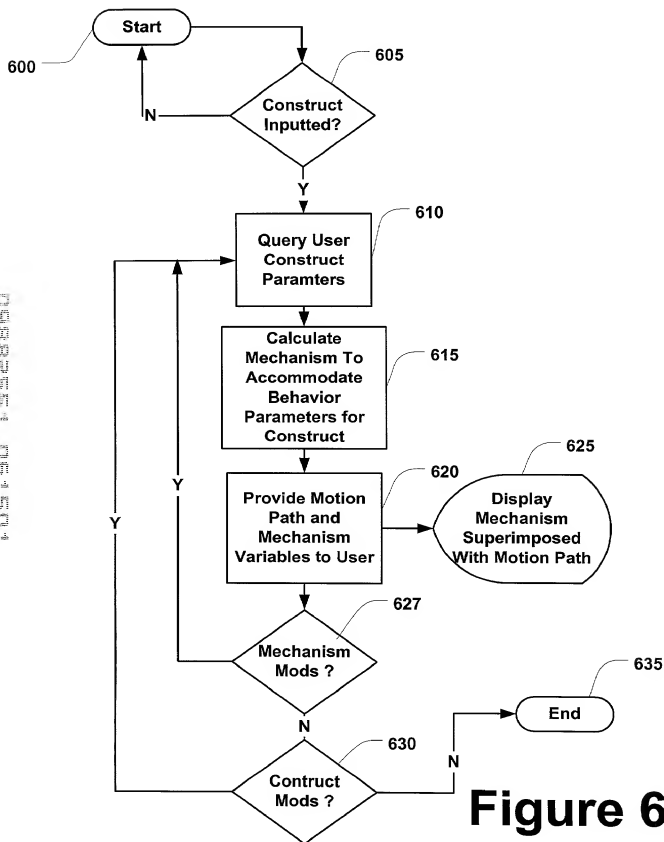 Start
600
605
Construct
Inputted?
N
Y
610
Query User
Construct
Paramters
Calculate
Mechanism To
Accommodate
Behavior
Parameters for
Construct
615
625
620
Provide Motion
Path and
Mechanism
Variables to User
Display
Mechanism
Superimposed
With Motion Path
Y
Y
627
Mechanism
Mods ?
635
End
N
630
Contruct
Mods ?
N
Figure 6